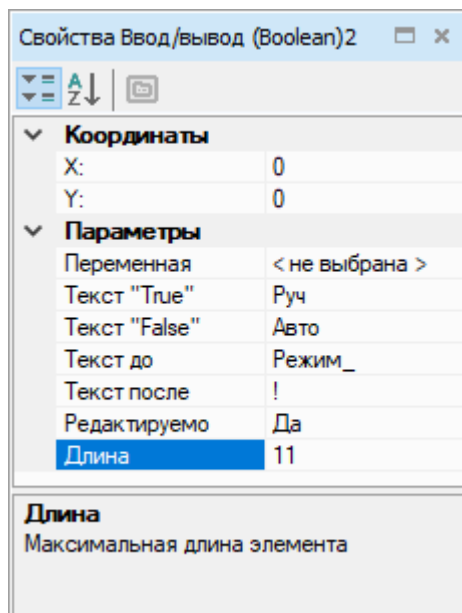 Свойства Ввод/вывод (Boolean)2
Координаты
X: 0
Y: 0
Параметры
Переменная < не выбрана >
Текст "True" Руч
Текст "False" Авто
Текст до Режим_
Текст после !
Редактируемо Да
Длина 11
Длина
Максимальная длина элемента